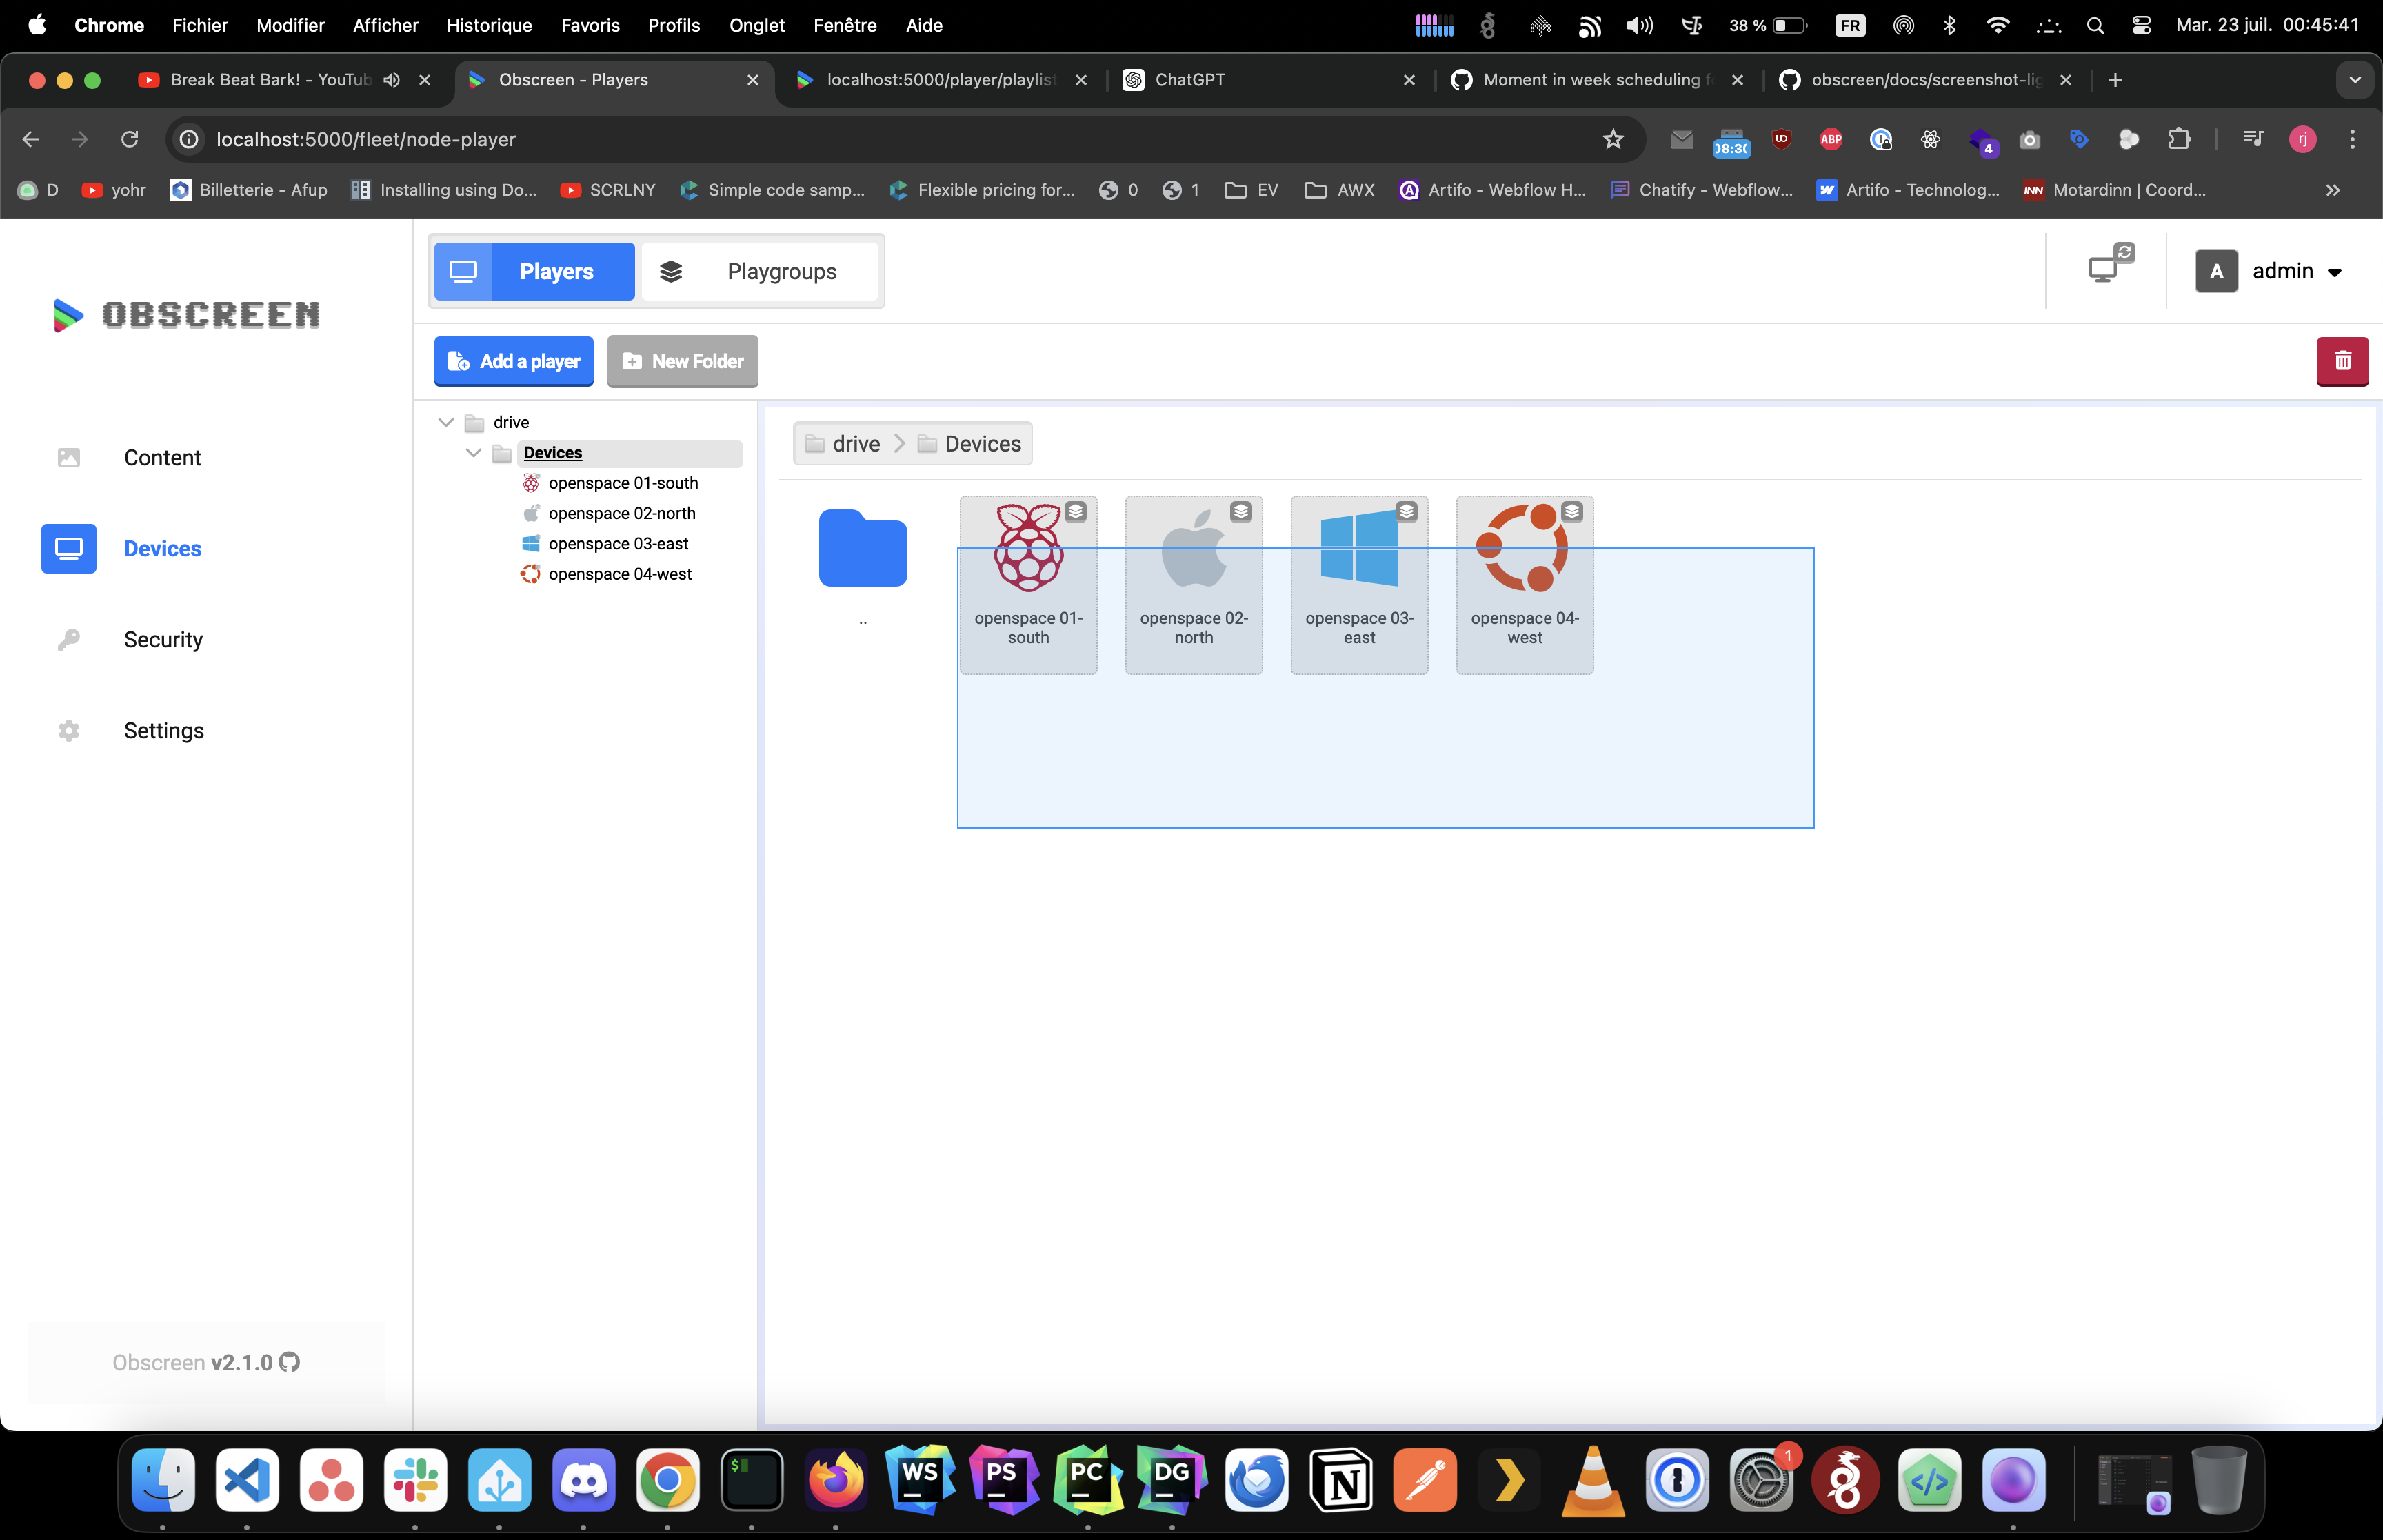 Chrome Fichier Modifier Afficher Historique Favoris Profils Onglet Fenêtre Aide 38 % FR Mar. 23 juil. 00:45:41
Break Beat Bark! - YouTub Obscreen - Players localhost:5000/player/playlist ChatGPT Moment in week scheduling f obscreen/docs/screenshot-lig
localhost:5000/fleet/node-player 08:30 ABP 4 rj
D yohr Billetterie - Afup Installing using Do... SCRLNY Simple code samp... Flexible pricing for... 0 1 EV AWX Artifo - Webflow H... Chatify - Webflow... Artifo - Technolog... INN Motardinn | Coord...
OBSCREEN
Players Playgroups
A admin
Add a player New Folder
Content
Devices
Security
Settings
drive
Devices
openspace 01-south
openspace 02-north
openspace 03-east
openspace 04-west
drive Devices
..
openspace 01-
south
openspace 02-
north
openspace 03-
east
openspace 04-
west
Obscreen v2.1.0
$ WS PS PC DG N 1